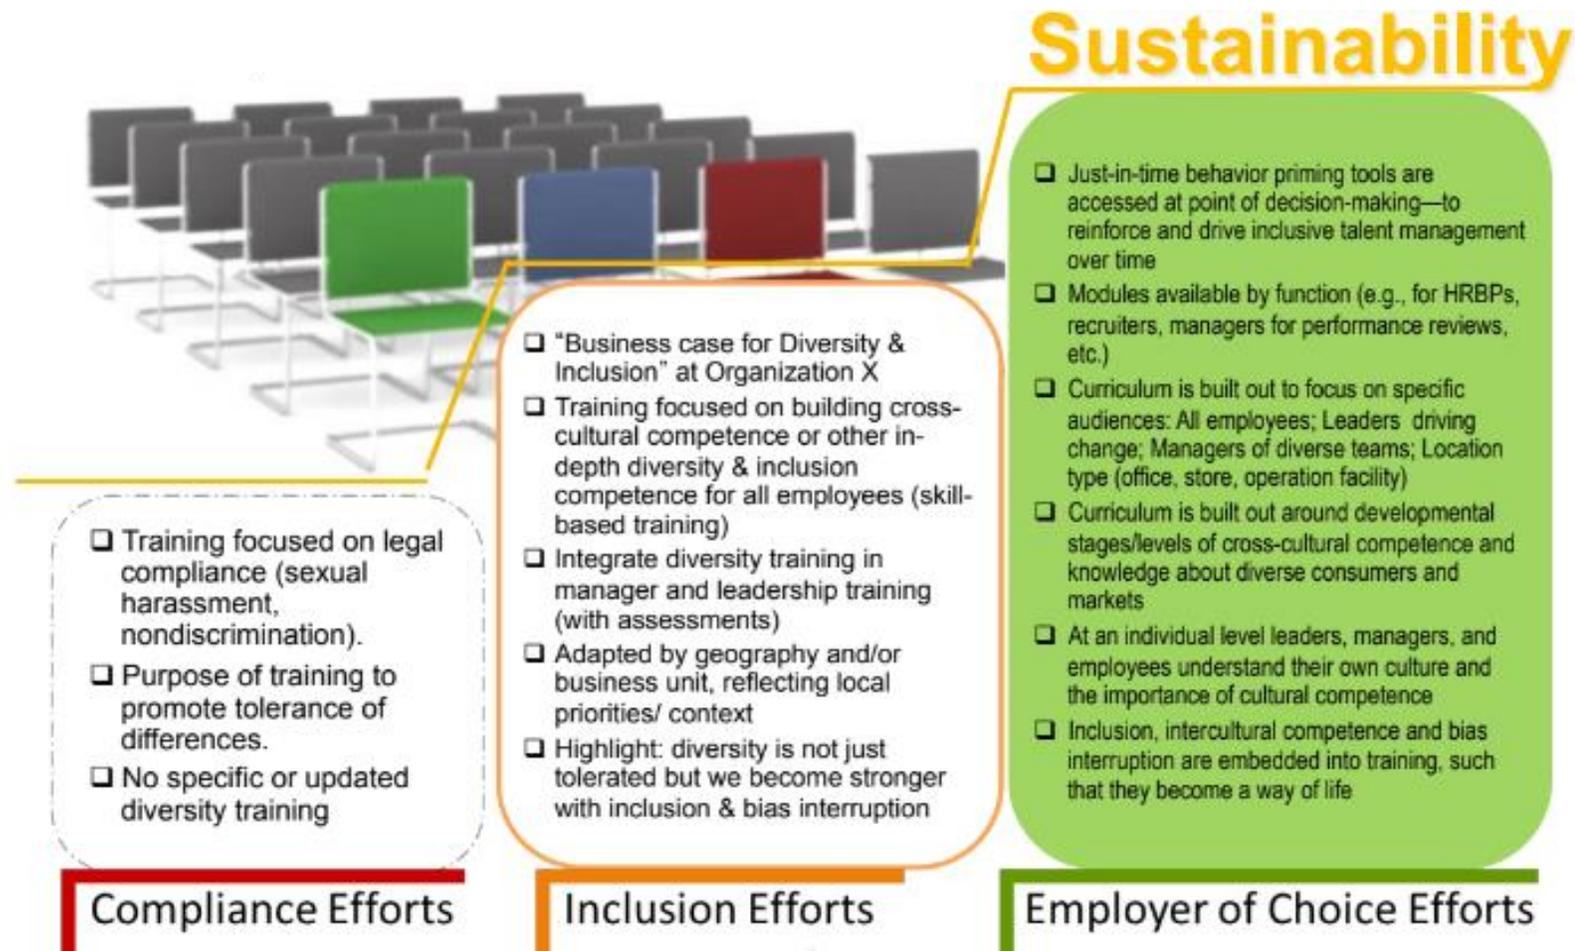 Sustainability
❑ Training focused on legal
compliance (sexual
harassment,
nondiscrimination).
❑ Purpose of training to
promote tolerance of
differences.
❑ No specific or updated
diversity training
Compliance Efforts
❑ “Business case for Diversity &
Inclusion” at Organization X
❑ Training focused on building cross-
cultural competence or other in-
depth diversity & inclusion
competence for all employees (skill-
based training)
❑ Integrate diversity training in
manager and leadership training
(with assessments)
❑ Adapted by geography and/or
business unit, reflecting local
priorities/ context
❑ Highlight: diversity is not just
tolerated but we become stronger
with inclusion & bias interruption
Inclusion Efforts
❑ Just-in-time behavior priming tools are
accessed at point of decision-making—to
reinforce and drive inclusive talent management
over time
❑ Modules available by function (e.g., for HRBPs,
recruiters, managers for performance reviews,
etc.)
❑ Curriculum is built out to focus on specific
audiences: All employees; Leaders driving
change; Managers of diverse teams; Location
type (office, store, operation facility)
❑ Curriculum is built out around developmental
stages/levels of cross-cultural competence and
knowledge about diverse consumers and
markets
❑ At an individual level leaders, managers, and
employees understand their own culture and
the importance of cultural competence
❑ Inclusion, intercultural competence and bias
interruption are embedded into training, such
that they become a way of life
Employer of Choice Efforts